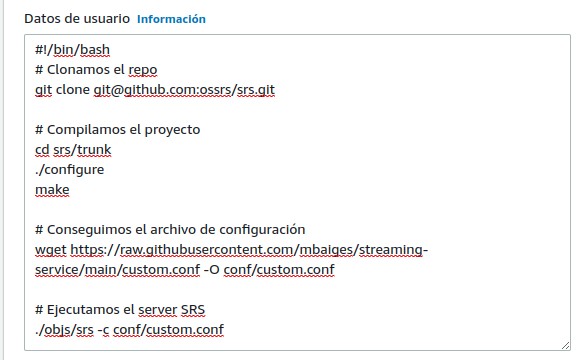 Datos de usuario Información
#!/bin/bash
# Clonamos el repo
git clone git@github.com:ossrs/srs.git
# Compilamos el proyecto
cd srs/trunk
./configure
make
# Conseguimos el archivo de configuración
wget https://raw.githubusercontent.com/mbaiges/streaming-
service/main/custom.conf -O conf/custom.conf
# Ejecutamos el server SRS
./objs/srs -c conf/custom.conf